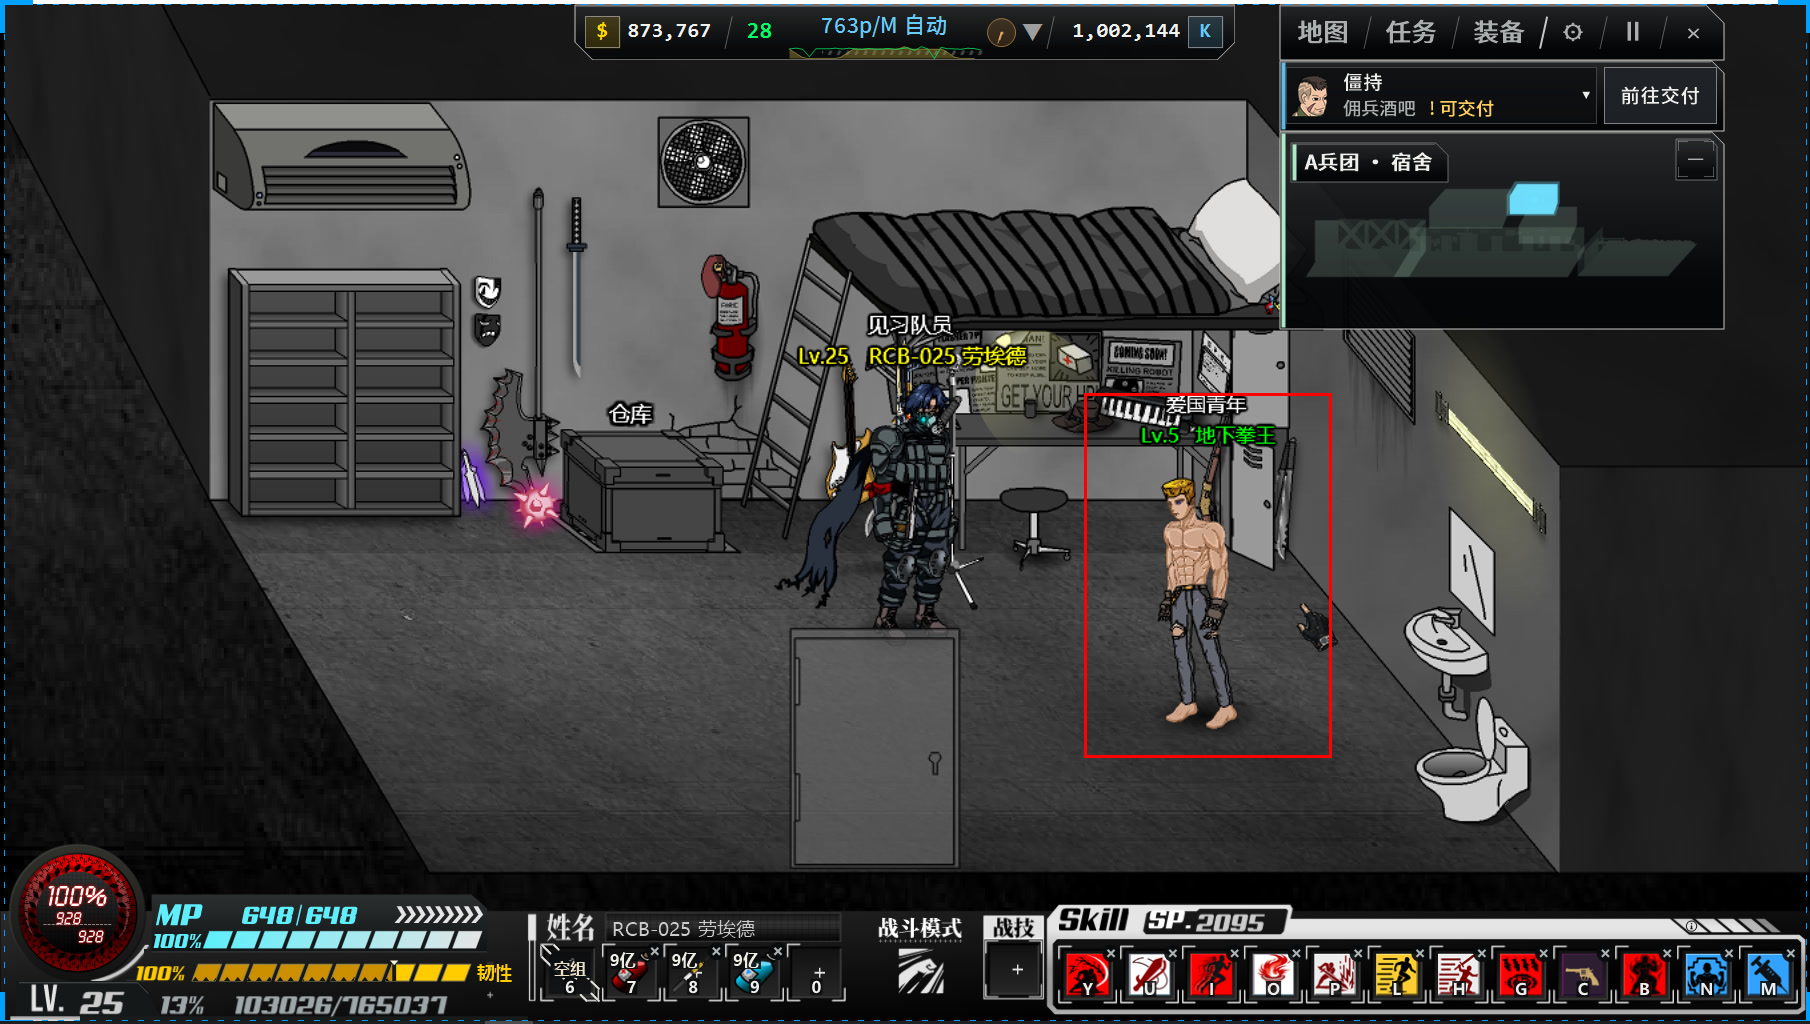 $ 873,767 / 28
763p/M 自动
1,002,144 K
地图 / 任务 / 装备
僵持
佣兵酒吧 !可交付
前往交付
A兵团 · 宿舍
见习队员
Lv.25 RCB-025 劳埃德
仓库
COMING SOON!
KILLING ROBOT
GET YOUR
爱国青年
Lv.5 地下拳王
100%
928
928
MP 648/648
100%
100% 韧性
LV. 25 13% 103026/765037
姓名 RCB-025 劳埃德
空组 6
9亿 7
9亿 8
9亿 9
+ 0
战斗模式
战技
+
Skill SP.2095
Y U I O P L H G C B N M